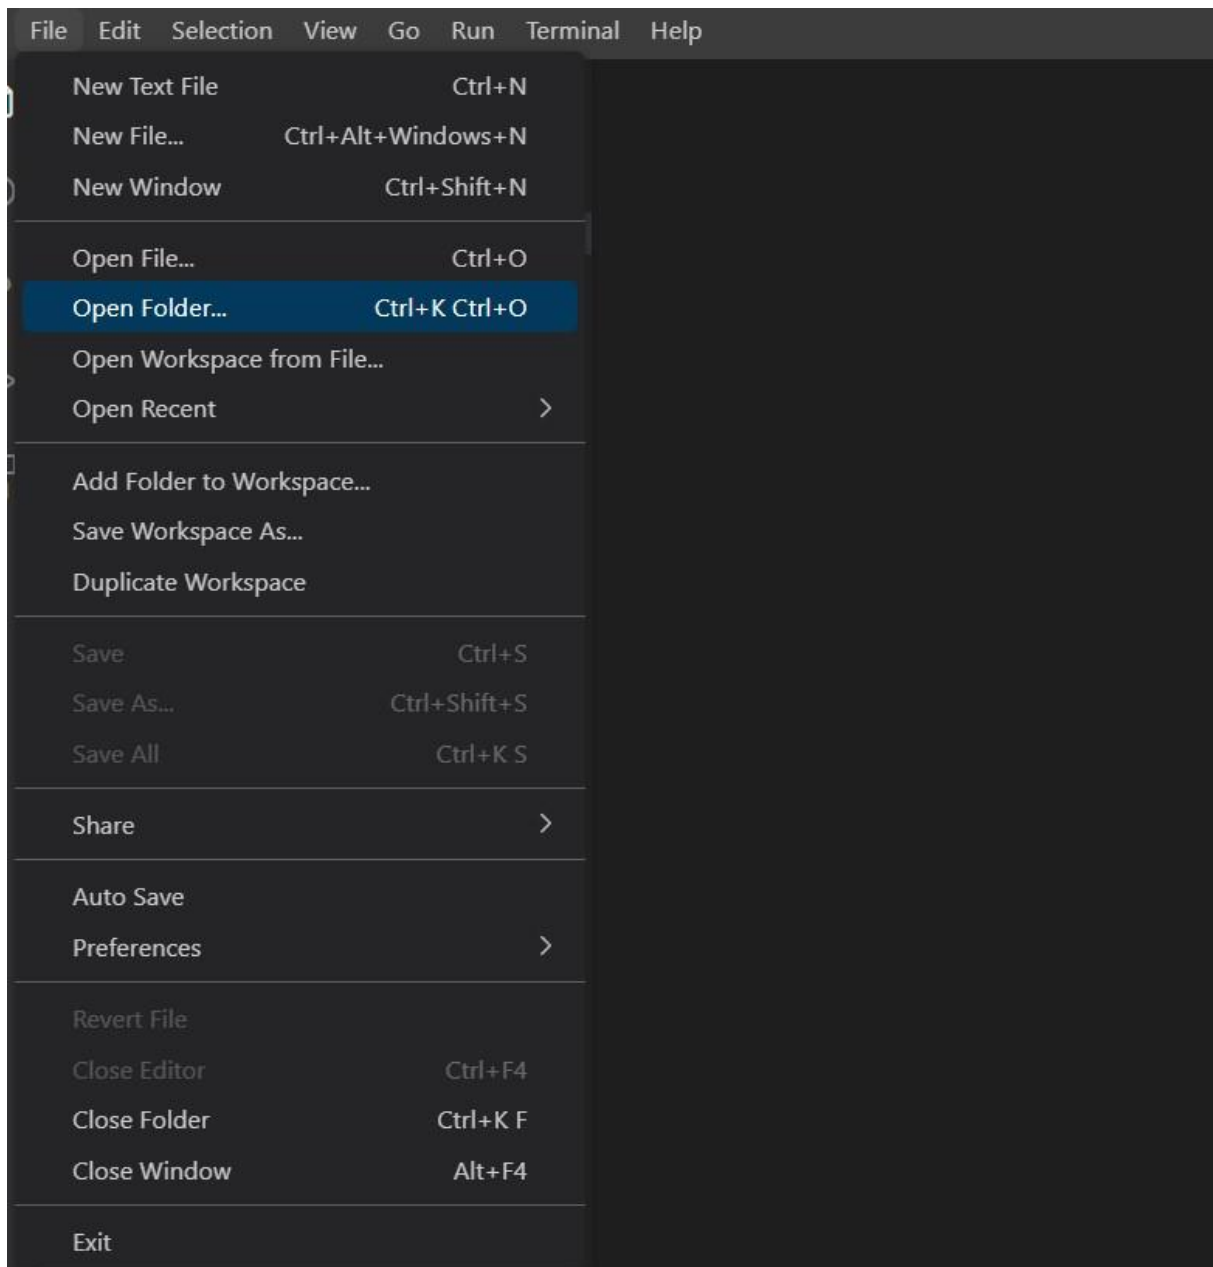 File Edit Selection View Go Run Terminal Help
New Text File Ctrl+N
New File... Ctrl+Alt+Windows+N
New Window Ctrl+Shift+N
Open File... Ctrl+O
Open Folder... Ctrl+K Ctrl+O
Open Workspace from File...
Open Recent
Add Folder to Workspace...
Save Workspace As...
Duplicate Workspace
Save Ctrl+S
Save As... Ctrl+Shift+S
Save All Ctrl+K S
Share
Auto Save
Preferences
Revert File
Close Editor Ctrl+F4
Close Folder Ctrl+K F
Close Window Alt+F4
Exit